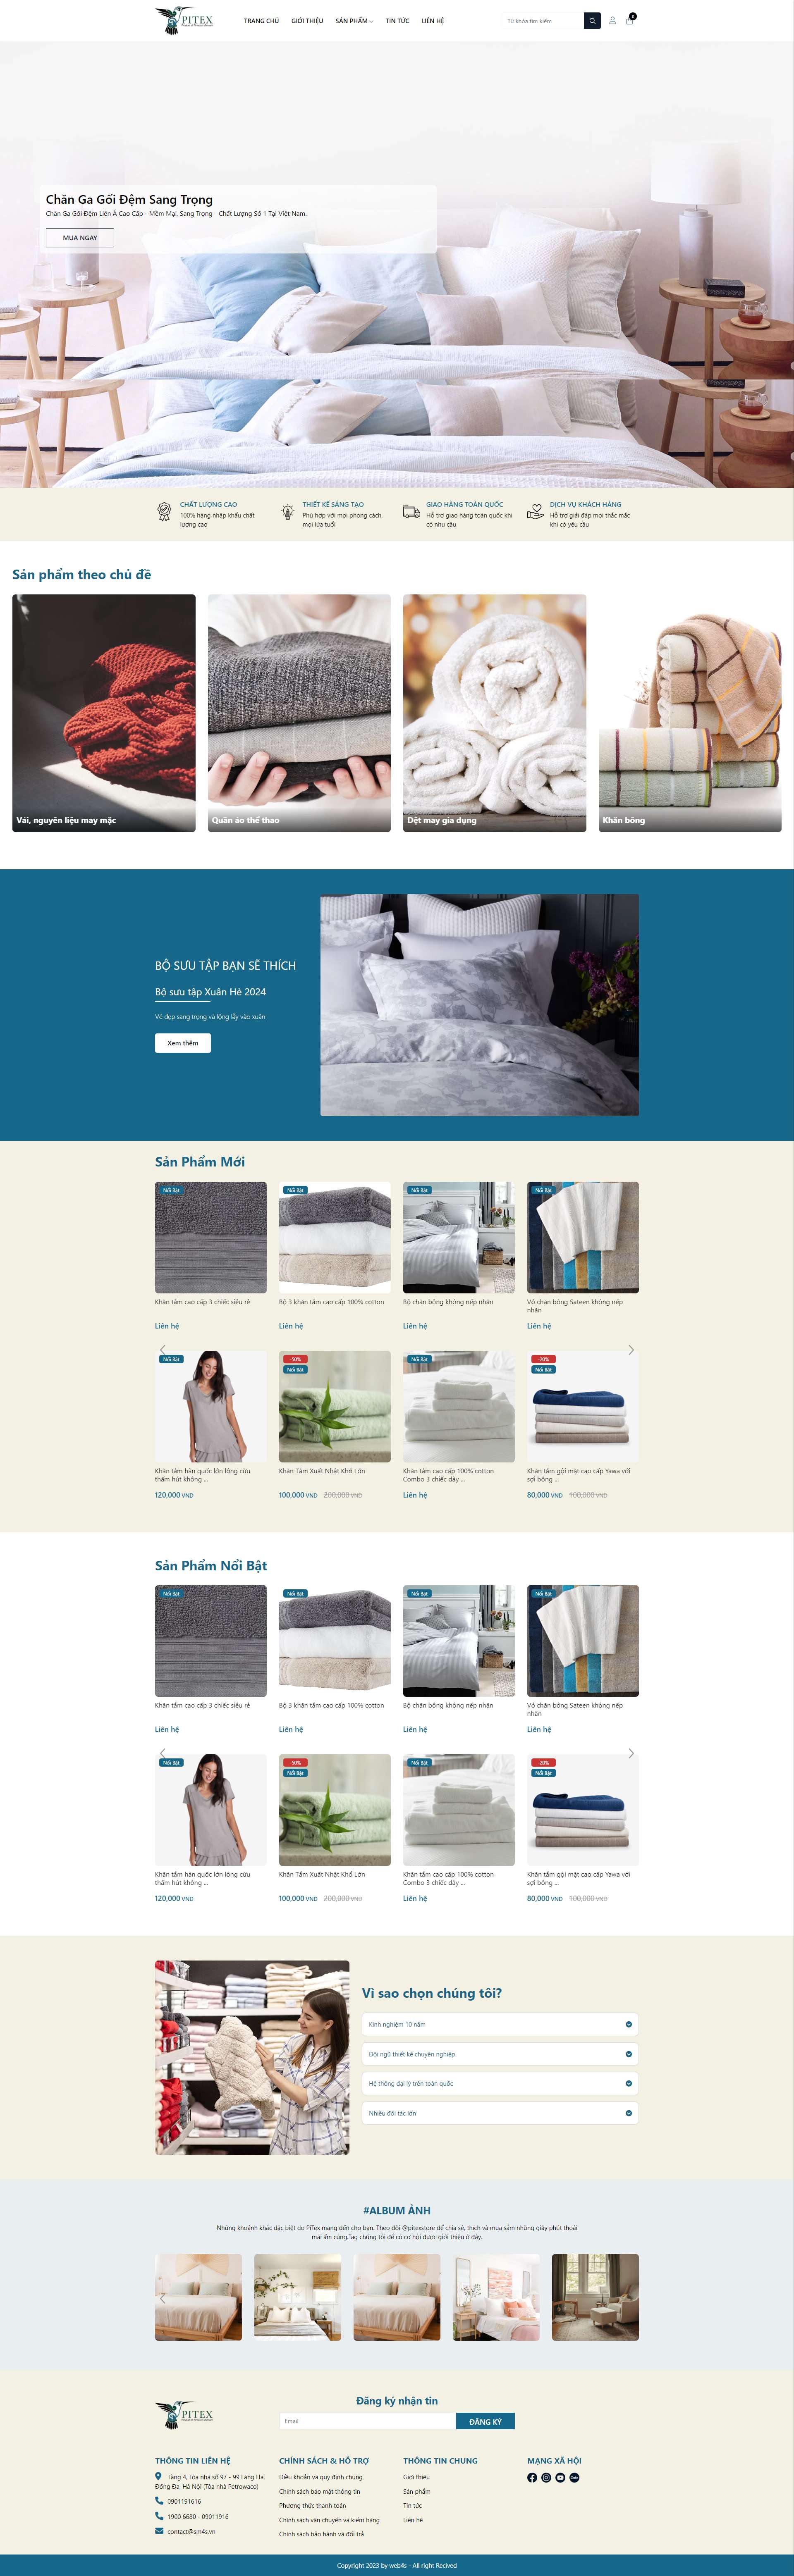 PITEX
TRANG CHỦ
GIỚI THIỆU
SẢN PHẨM
TIN TỨC
LIÊN HỆ
Từ khóa tìm kiếm
0
Chăn Ga Gối Đệm Sang Trọng
Chăn Ga Gối Đệm Liên Á Cao Cấp - Mềm Mại, Sang Trọng - Chất Lượng Số 1 Tại Việt Nam.
MUA NGAY
CHẤT LƯỢNG CAO
100% hàng nhập khẩu chất
lượng cao
THIẾT KẾ SÁNG TẠO
Phù hợp với mọi phong cách,
mọi lứa tuổi
GIAO HÀNG TOÀN QUỐC
Hỗ trợ giao hàng toàn quốc khi
có nhu cầu
DỊCH VỤ KHÁCH HÀNG
Hỗ trợ giải đáp mọi thắc mắc
khi có yêu cầu
Sản phẩm theo chủ đề
Vải, nguyên liệu may mặc
Quần áo thể thao
Dệt may gia dụng
Khăn bông
BỘ SƯU TẬP BẠN SẼ THÍCH
Bộ sưu tập Xuân Hè 2024
Vẻ đẹp sang trọng và lộng lẫy vào xuân
Xem thêm
Sản Phẩm Mới
Nổi Bật
Nổi Bật
Nổi Bật
Nổi Bật
Khăn tắm cao cấp 3 chiếc siêu rẻ
Liên hệ
Bộ 3 khăn tắm cao cấp 100% cotton
Liên hệ
Bộ chăn bông không nếp nhăn
Liên hệ
Vỏ chăn bông Sateen không nếp
nhăn
Liên hệ
Nổi Bật
-50%
Nổi Bật
Nổi Bật
-20%
Nổi Bật
Khăn tắm hàn quốc lớn lông cừu
thấm hút không ...
120,000 VND
Khăn Tắm Xuất Nhật Khổ Lớn
100,000 VND 200,000 VND
Khăn tắm cao cấp 100% cotton
Combo 3 chiếc dày ...
Liên hệ
Khăn tắm gội mặt cao cấp Yawa với
sợi bông ...
80,000 VND 100,000 VND
Sản Phẩm Nổi Bật
Nổi Bật
Nổi Bật
Nổi Bật
Nổi Bật
Khăn tắm cao cấp 3 chiếc siêu rẻ
Liên hệ
Bộ 3 khăn tắm cao cấp 100% cotton
Liên hệ
Bộ chăn bông không nếp nhăn
Liên hệ
Vỏ chăn bông Sateen không nếp
nhăn
Liên hệ
Nổi Bật
-50%
Nổi Bật
Nổi Bật
-20%
Nổi Bật
Khăn tắm hàn quốc lớn lông cừu
thấm hút không ...
120,000 VND
Khăn Tắm Xuất Nhật Khổ Lớn
100,000 VND 200,000 VND
Khăn tắm cao cấp 100% cotton
Combo 3 chiếc dày ...
Liên hệ
Khăn tắm gội mặt cao cấp Yawa với
sợi bông ...
80,000 VND 100,000 VND
Vì sao chọn chúng tôi?
Kinh nghiệm 10 năm
Đội ngũ thiết kế chuyên nghiệp
Hệ thống đại lý trên toàn quốc
Nhiều đối tác lớn
#ALBUM ẢNH
Những khoảnh khắc đặc biệt do PiTex mang đến cho bạn. Theo dõi @pitexstore để chia sẻ, thích và mua sắm những giây phút thoải
mái ấm cúng.Tag chúng tôi để có cơ hội được giới thiệu ở đây.
PITEX
Đăng ký nhận tin
Email
ĐĂNG KÝ
THÔNG TIN LIÊN HỆ
Tầng 4, Tòa nhà số 97 - 99 Láng Hạ,
Đống Đa, Hà Nội (Tòa nhà Petrowaco)
0901191616
1900 6680 - 09011916
contact@sm4s.vn
CHÍNH SÁCH & HỖ TRỢ
Điều khoản và quy định chung
Chính sách bảo mật thông tin
Phương thức thanh toán
Chính sách vận chuyển và kiểm hàng
Chính sách bảo hành và đổi trả
THÔNG TIN CHUNG
Giới thiệu
Sản phẩm
Tin tức
Liên hệ
MẠNG XÃ HỘI
Copyright 2023 by web4s - All right Recived